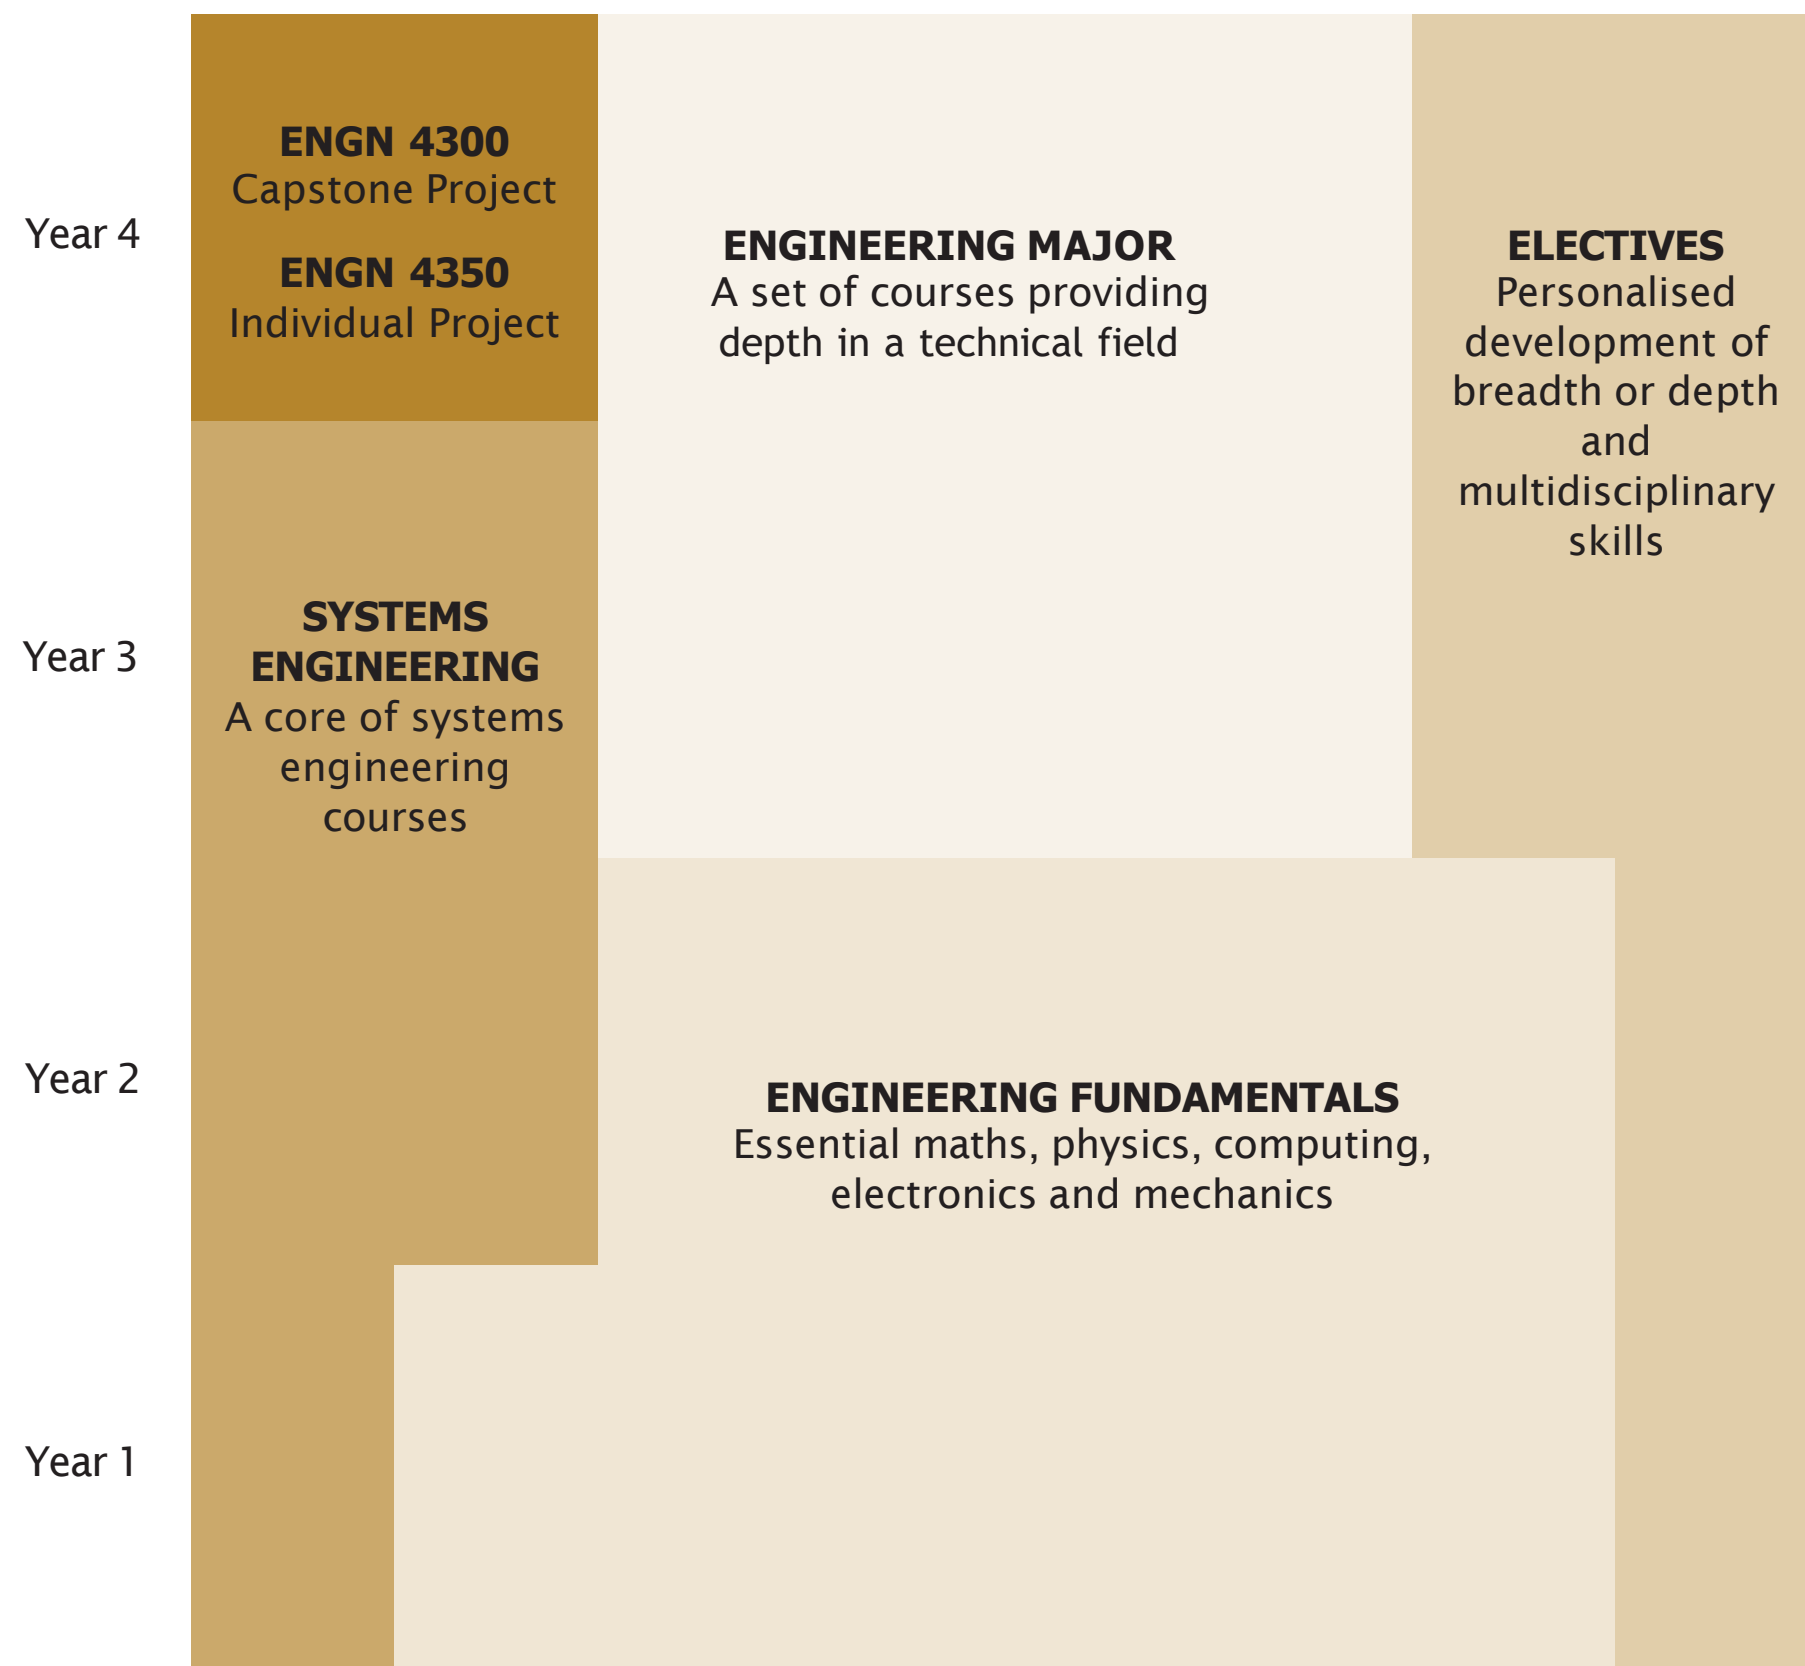 Year 4
ENGN 4300
Capstone Project
ENGN 4350
Individual Project
ENGINEERING MAJOR
A set of courses providing
depth in a technical field
ELECTIVES
Personalised
development of
breadth or depth
and
multidisciplinary
skills
Year 3
SYSTEMS
ENGINEERING
A core of systems
engineering
courses
Year 2
ENGINEERING FUNDAMENTALS
Essential maths, physics, computing,
electronics and mechanics
Year 1